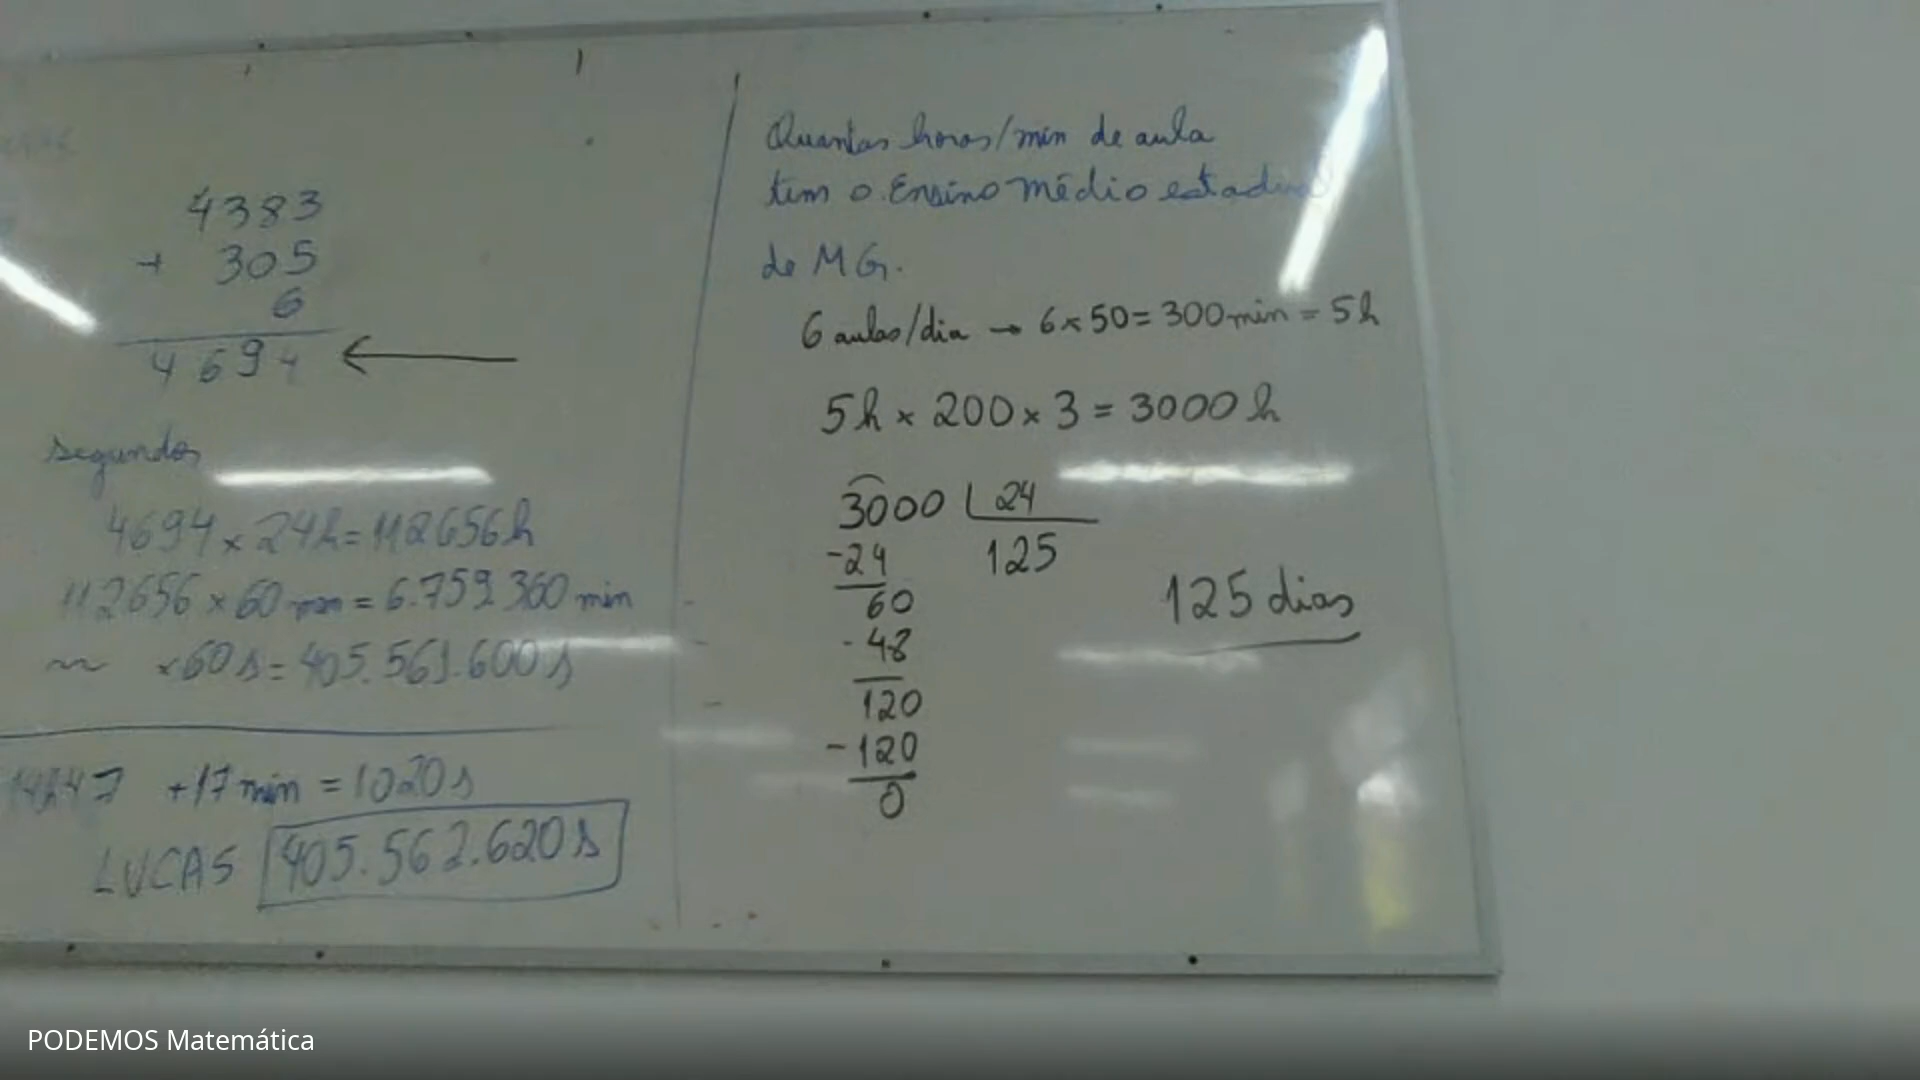 4383
+ 305
6
4694 ←
segundos
4694 × 24h = 112656h
112656 × 60 min = 6.759.360 min
~ × 60 s = 405.561.600 s
+17 min = 1020 s
LUCAS 405.562.620 s
Quantas horas/min de aula
tem o Ensino Médio estadual
de MG.
6 aulas/dia → 6 × 50 = 300 min = 5h
5h × 200 × 3 = 3000 h
3000 24
-24 125
60
-48
120
-120
0
125 dias
PODEMOS Matemática